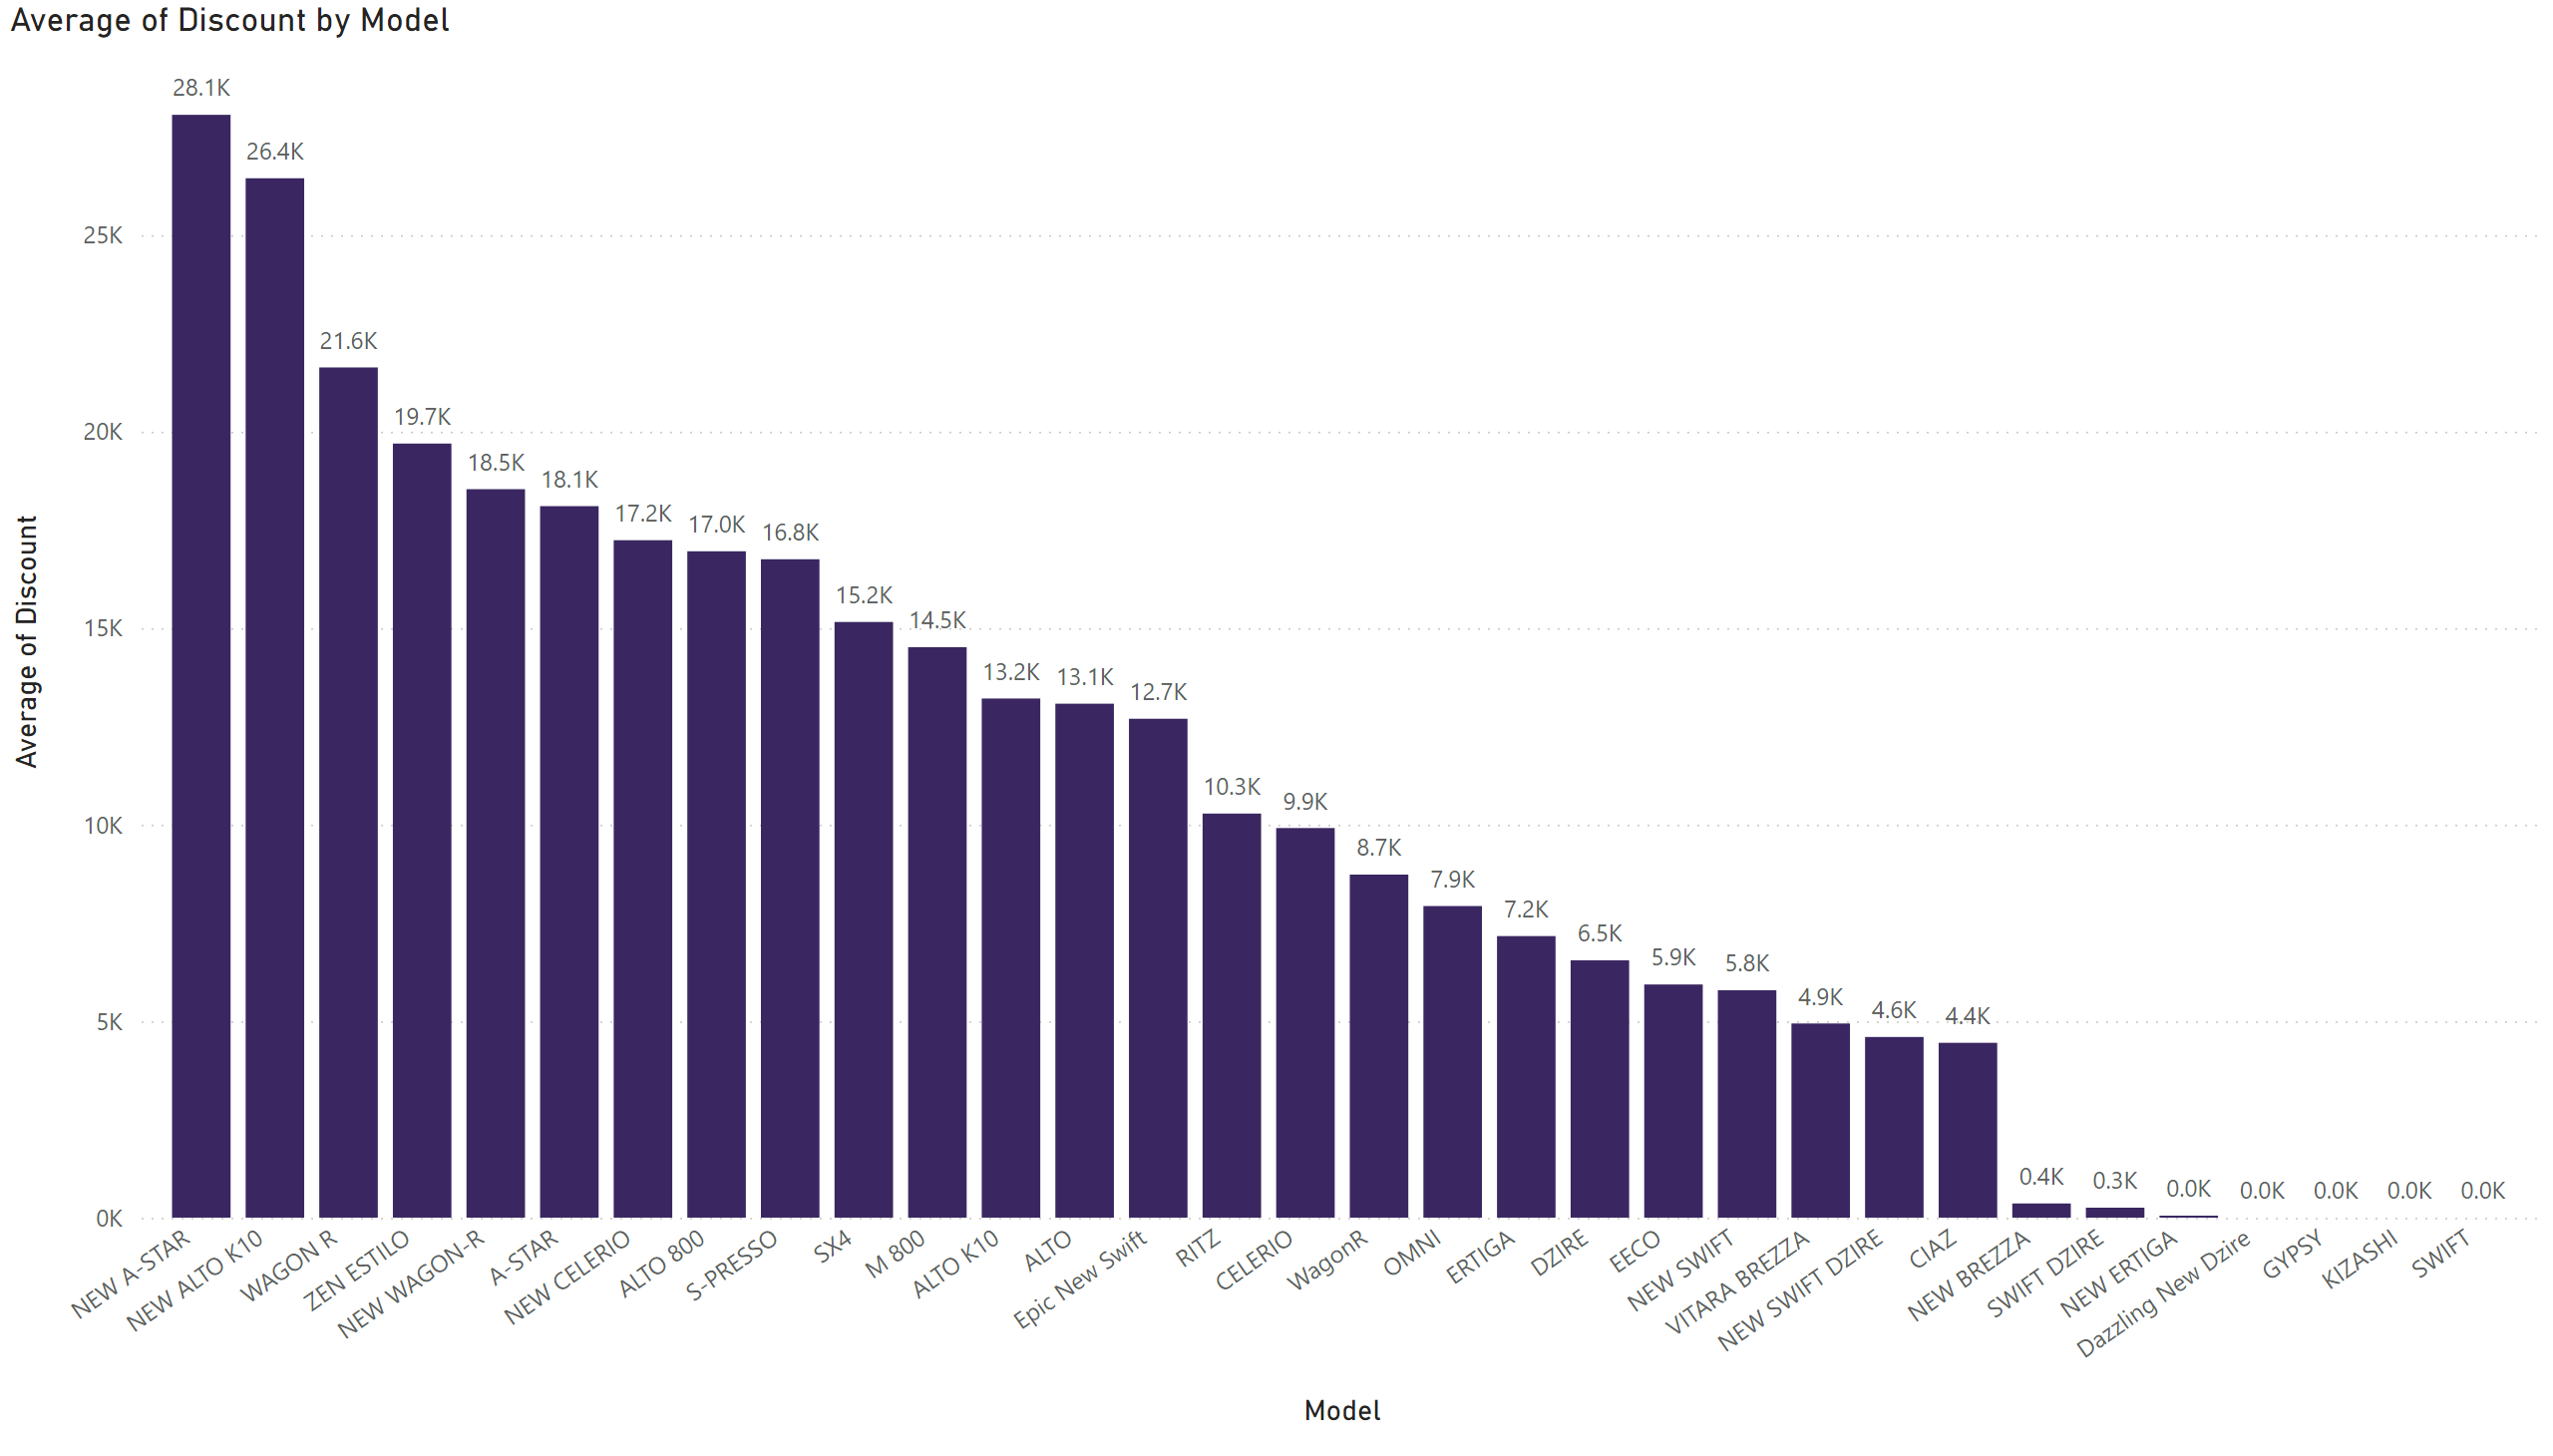 Average of Discount by Model
Average of Discount
25K
20K
15K
10K
5K
0K
28.1K
26.4K
21.6K
19.7K
18.5K
18.1K
17.2K
17.0K
16.8K
15.2K
14.5K
13.2K
13.1K
12.7K
10.3K
9.9K
8.7K
7.9K
7.2K
6.5K
5.9K
5.8K
4.9K
4.6K
4.4K
0.4K
0.3K
0.0K
0.0K
0.0K
0.0K
0.0K
NEW A-STAR
NEW ALTO K10
WAGON R
ZEN ESTILO
NEW WAGON-R
A-STAR
NEW CELERIO
ALTO 800
S-PRESSO
SX4
M 800
ALTO K10
ALTO
Epic New Swift
RITZ
CELERIO
WagonR
OMNI
ERTIGA
DZIRE
EECO
NEW SWIFT
VITARA BREZZA
NEW SWIFT DZIRE
CIAZ
NEW BREZZA
SWIFT DZIRE
NEW ERTIGA
Dazzling New Dzire
GYPSY
KIZASHI
SWIFT
Model